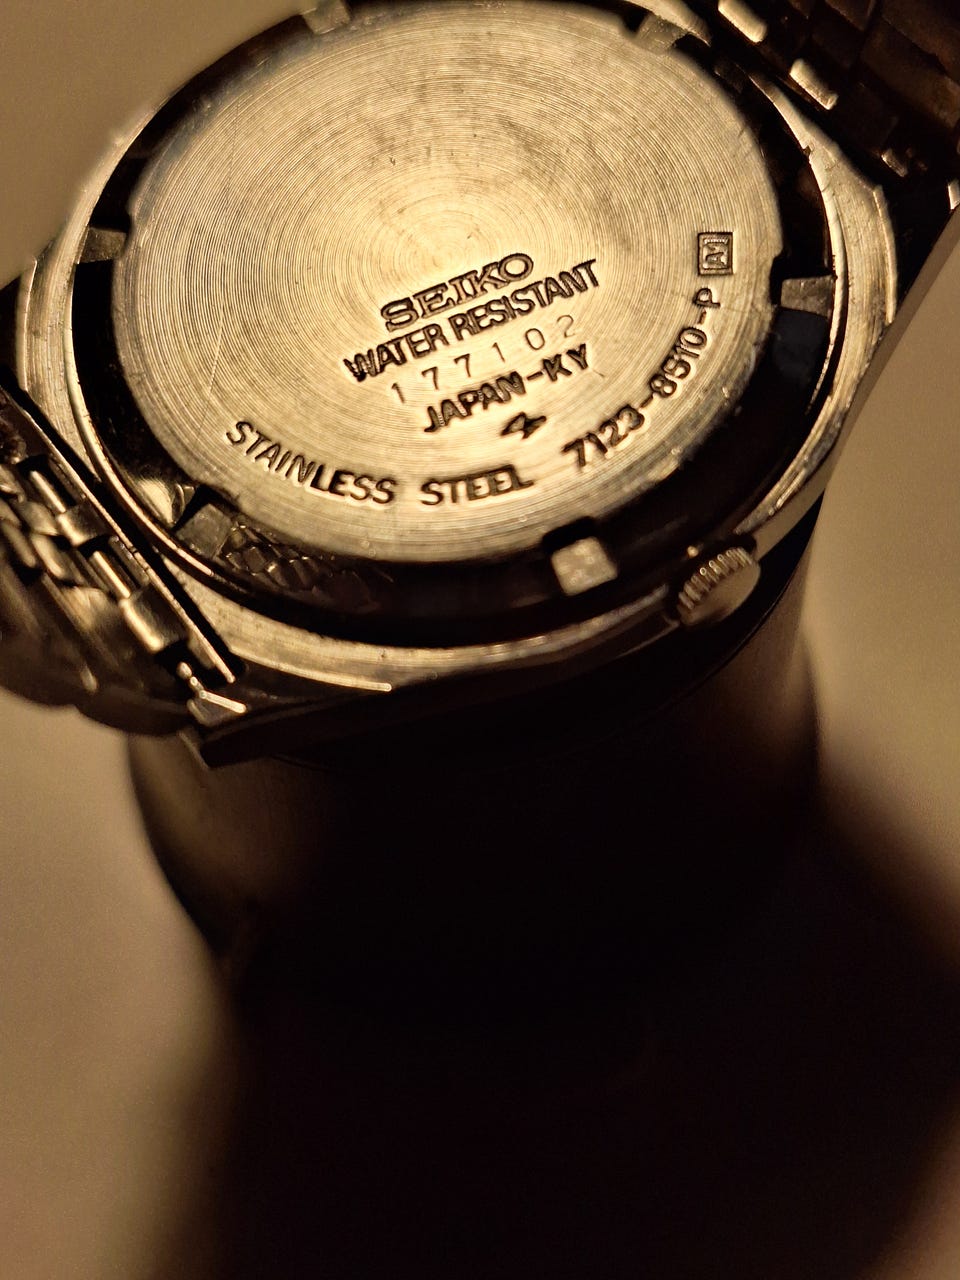 SEIKO
WATER RESISTANT
177102
JAPAN-KY
STAINLESS STEEL 7123-8510-P